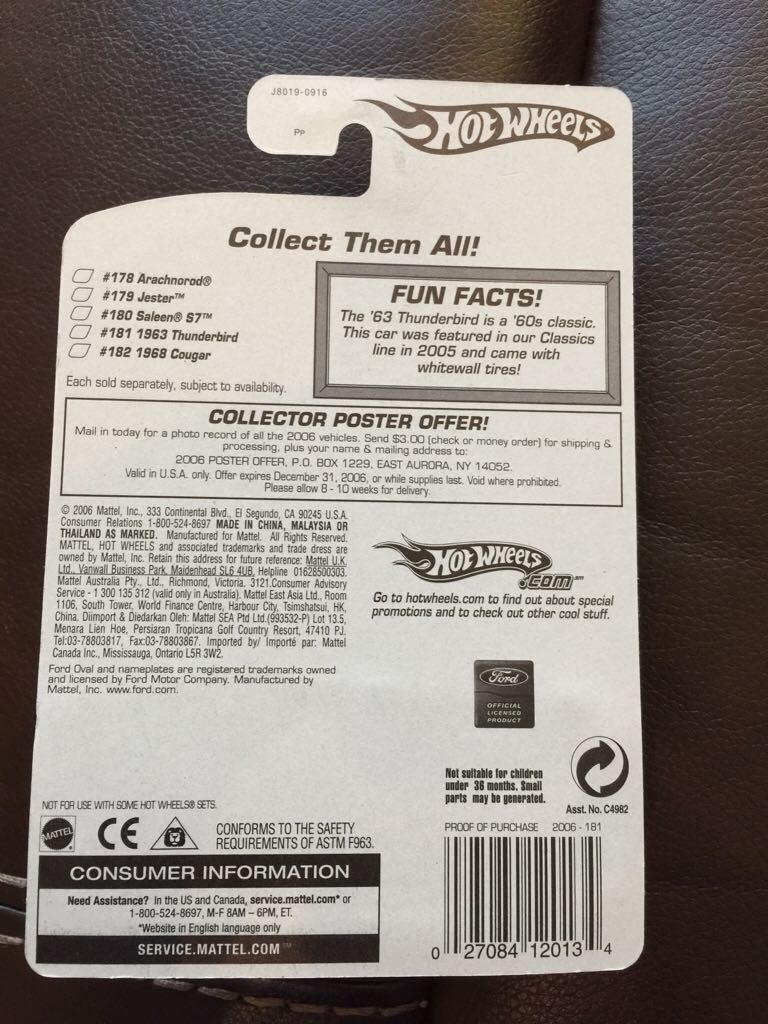 J8019-0916
PP
HOT WHEELS
Collect Them All!
#178 Arachnorod®
#179 Jester™
#180 Saleen® S7™
#181 1963 Thunderbird
#182 1968 Cougar
Each sold separately, subject to availability.
FUN FACTS!
The '63 Thunderbird is a '60s classic.
This car was featured in our Classics
line in 2005 and came with
whitewall tires!
COLLECTOR POSTER OFFER!
Mail in today for a photo record of all the 2006 vehicles. Send $3.00 (check or money order) for shipping &
processing, plus your name & mailing address to:
2006 POSTER OFFER, P.O. BOX 1229, EAST AURORA, NY 14052.
Valid in U.S.A. only. Offer expires December 31, 2006, or while supplies last. Void where prohibited.
Please allow 8 - 10 weeks for delivery.
© 2006 Mattel, Inc., 333 Continental Blvd., El Segundo, CA 90245 U.S.A.
Consumer Relations 1-800-524-8697 MADE IN CHINA, MALAYSIA OR
THAILAND AS MARKED. Manufactured for Mattel. All Rights Reserved.
MATTEL, HOT WHEELS and associated trademarks and trade dress are
owned by Mattel, Inc. Retain this address for future reference: Mattel U.K.
Ltd., Vanwall Business Park, Maidenhead SL6 4UB. Helpline 01628500303.
Mattel Australia Pty., Ltd., Richmond, Victoria. 3121.Consumer Advisory
Service - 1 300 135 312 (valid only in Australia). Mattel East Asia Ltd., Room
1106, South Tower, World Finance Centre, Harbour City, Tsimshatsui, HK,
China. Diimport & Diedarkan Oleh: Mattel SEA Ptd Ltd.(993532-P) Lot 13.5,
Menara Lien Hoe, Persiaran Tropicana Golf Country Resort, 47410 PJ.
Tel:03-78803817, Fax:03-78803867. Imported by/ Importé par: Mattel
Canada Inc., Mississauga, Ontario L5R 3W2.
Ford Oval and nameplates are registered trademarks owned
and licensed by Ford Motor Company. Manufactured by
Mattel, Inc. www.ford.com.
HOT WHEELS
.COM℠
Go to hotwheels.com to find out about special
promotions and to check out other cool stuff.
Ford
OFFICIAL
LICENSED
PRODUCT
Not suitable for children
under 36 months. Small
parts may be generated.
Asst. No. C4982
NOT FOR USE WITH SOME HOT WHEELS® SETS.
MATTEL
CE
CONFORMS TO THE SAFETY
REQUIREMENTS OF ASTM F963.
CONSUMER INFORMATION
Need Assistance? In the US and Canada, service.mattel.com* or
1-800-524-8697, M-F 8AM – 6PM, ET.
*Website in English language only
SERVICE.MATTEL.COM℠
PROOF OF PURCHASE 2006 - 181
0 27084 12013 4